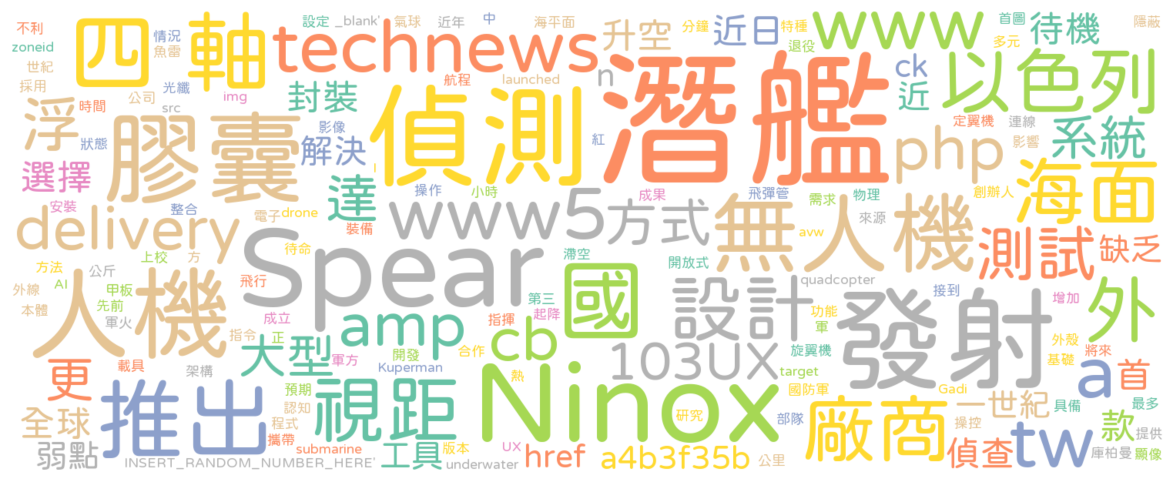 不利
四軸
情況
魚雷
設定
_blank'
氣球
近年
中
海平面
升空
分鐘
近日
特種
退役
www
首圖
多元
待機
隱蔽
zoneid
世紀
採用
technews
潛艦
以色列
時間
公司
光纖
src
img
封裝
航程
launched
n
ck
近
定翼機
連線
影響
系統
浮
膠囊
狀態
影像
解決
偵測
紅
php
選擇
安裝
達
操作
小時
成果
飛彈管
需求
物理
創辦人
海面
delivery
整合
電子
drone
裝備
www5
方式
無人機
avw
來源
測試
缺乏
方法
AI
公斤
上校
方
待命
Spear
滯空
國
開放式
quadcopter
接到
增加
外
外線
本體
甲板
先前
軍火
人機
飛行
成立
指令
正
amp
指揮
第三
起降
設計
功能
軍
發射
外殼
基礎
將來
更
載具
架構
大型
軍方
開發
Kuperman
合作
cb
103UX
旋翼機
target
國防軍
Gadi
a
首
全球
推出
預期
認知
程式
攜帶
視距
熱
Ninox
研究
廠商
部隊
一世紀
操控
具備
款
最多
提供
弱點
INSERT_RANDOM_NUMBER_HERE'
submarine
工具
版本
underwater
UX
href
a4b3f35b
公里
偵查
tw
庫柏曼
顯像